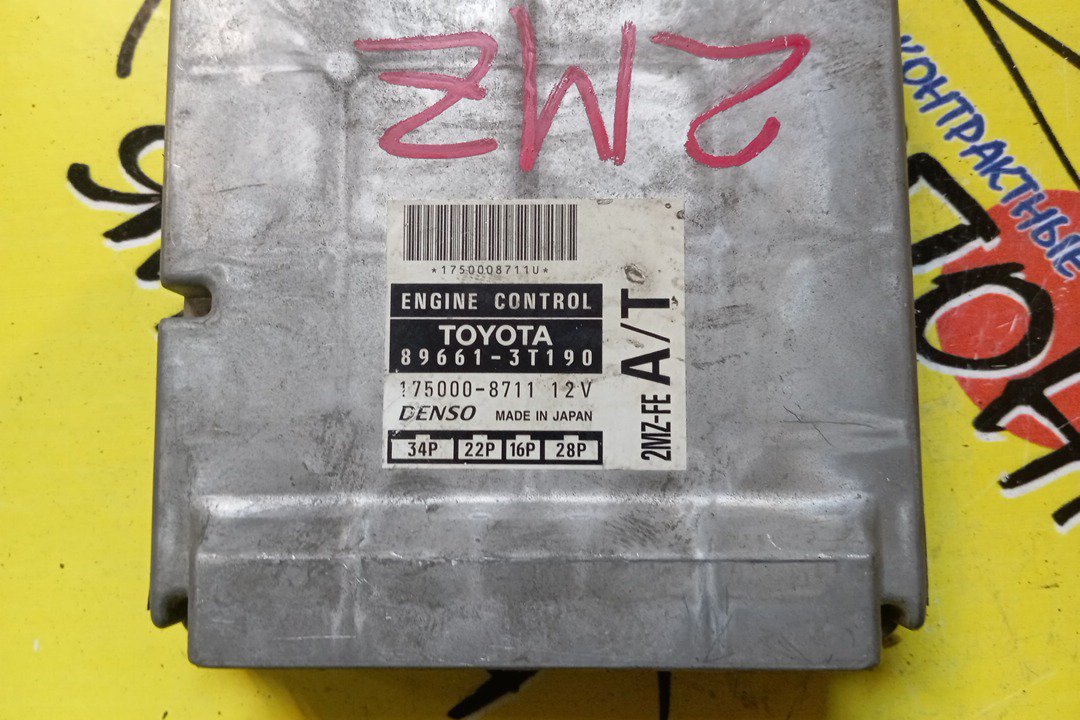 2MZ
КОНТРАКТНЫЕ
*1750008711U*
ENGINE CONTROL
TOYOTA
89661-3T190
175000-8711 12V
DENSO MADE IN JAPAN
34P 22P 16P 28P
2MZ-FE A/T